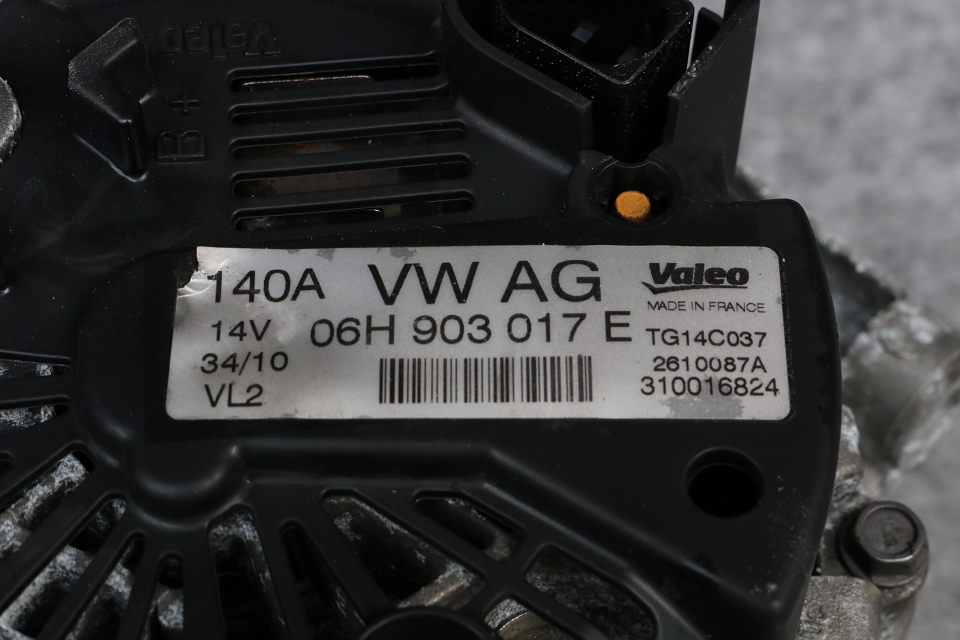 Valeo
B+
140A VW AG Valeo
MADE IN FRANCE
14V 06H 903 017 E TG14C037
34/10 2610087A
VL2 310016824